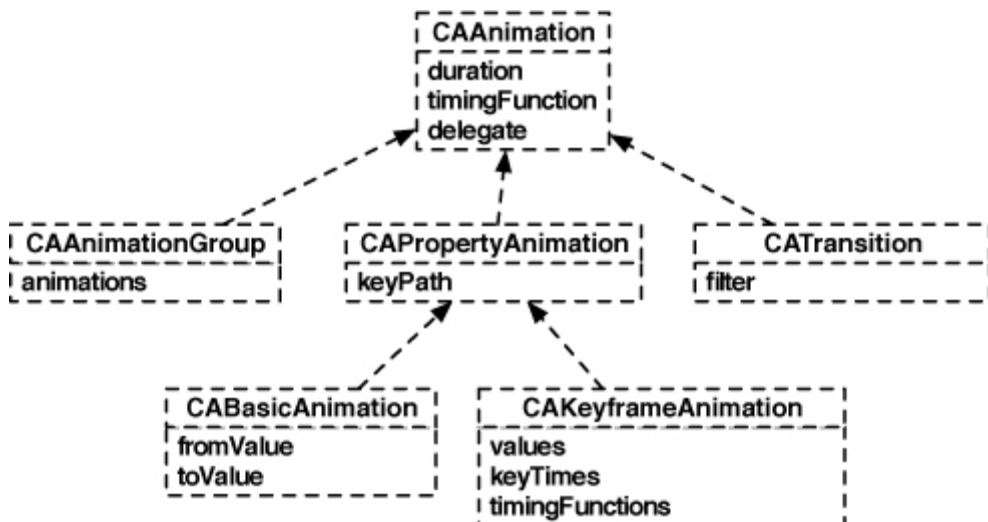 CAAnimation
duration
timingFunction
delegate
CAAnimationGroup
animations
CAPropertyAnimation
keyPath
CATransition
filter
CABasicAnimation
fromValue
toValue
CAKeyframeAnimation
values
keyTimes
timingFunctions